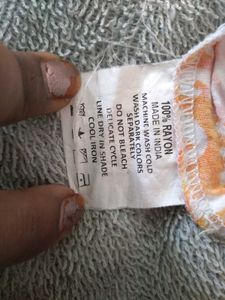 100% RAYON
MADE IN INDIA
MACHINE WASH COLD
WASH DARK COLORS
SEPARATELY
DO NOT BLEACH
DELICATE CYCLE
LINE DRY IN SHADE
COOL IRON